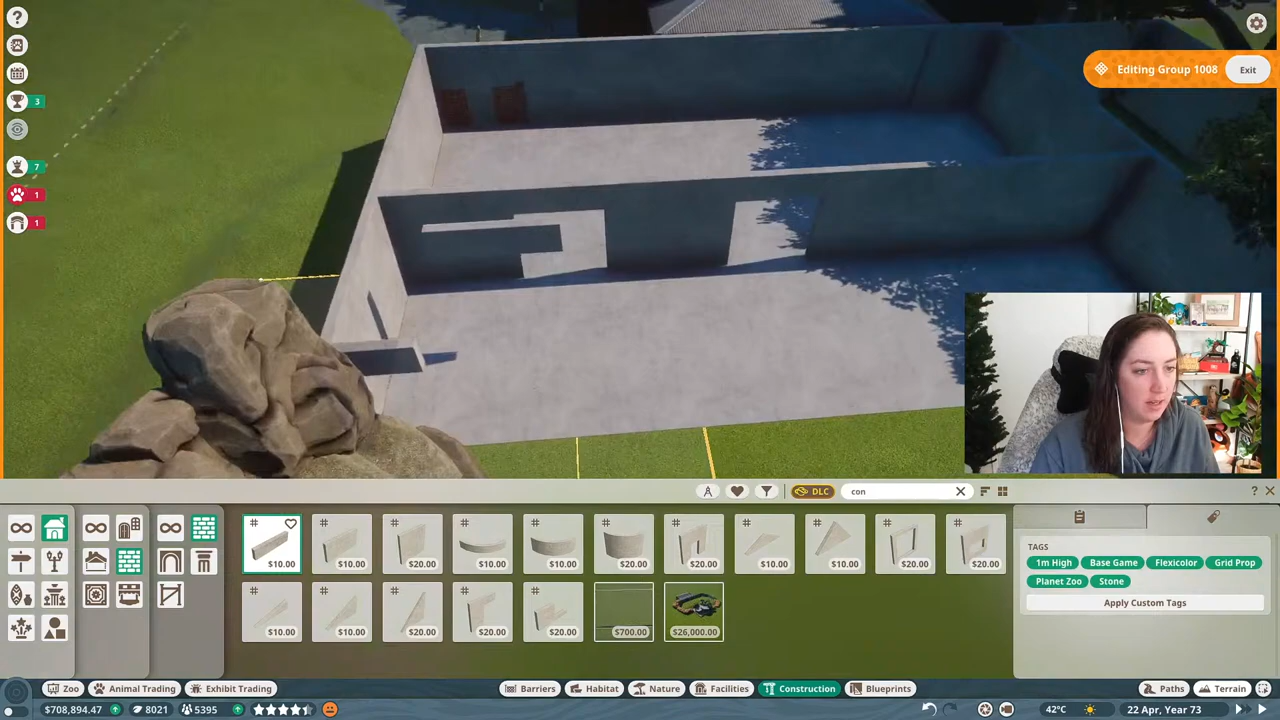 ?
Editing Group 1008
Exit
3
7
1
1
DLC
con
?
$10.00
$10.00
$20.00
$10.00
$10.00
$20.00
$20.00
$10.00
$10.00
$20.00
$20.00
$10.00
$10.00
$20.00
$20.00
$20.00
$700.00
$26,000.00
TAGS
1m High
Base Game
Flexicolor
Grid Prop
Planet Zoo
Stone
Apply Custom Tags
Zoo
Animal Trading
Exhibit Trading
Barriers
Habitat
Nature
Facilities
Construction
Blueprints
Paths
Terrain
$708,894.47
8021
5395
42°C
22 Apr, Year 73